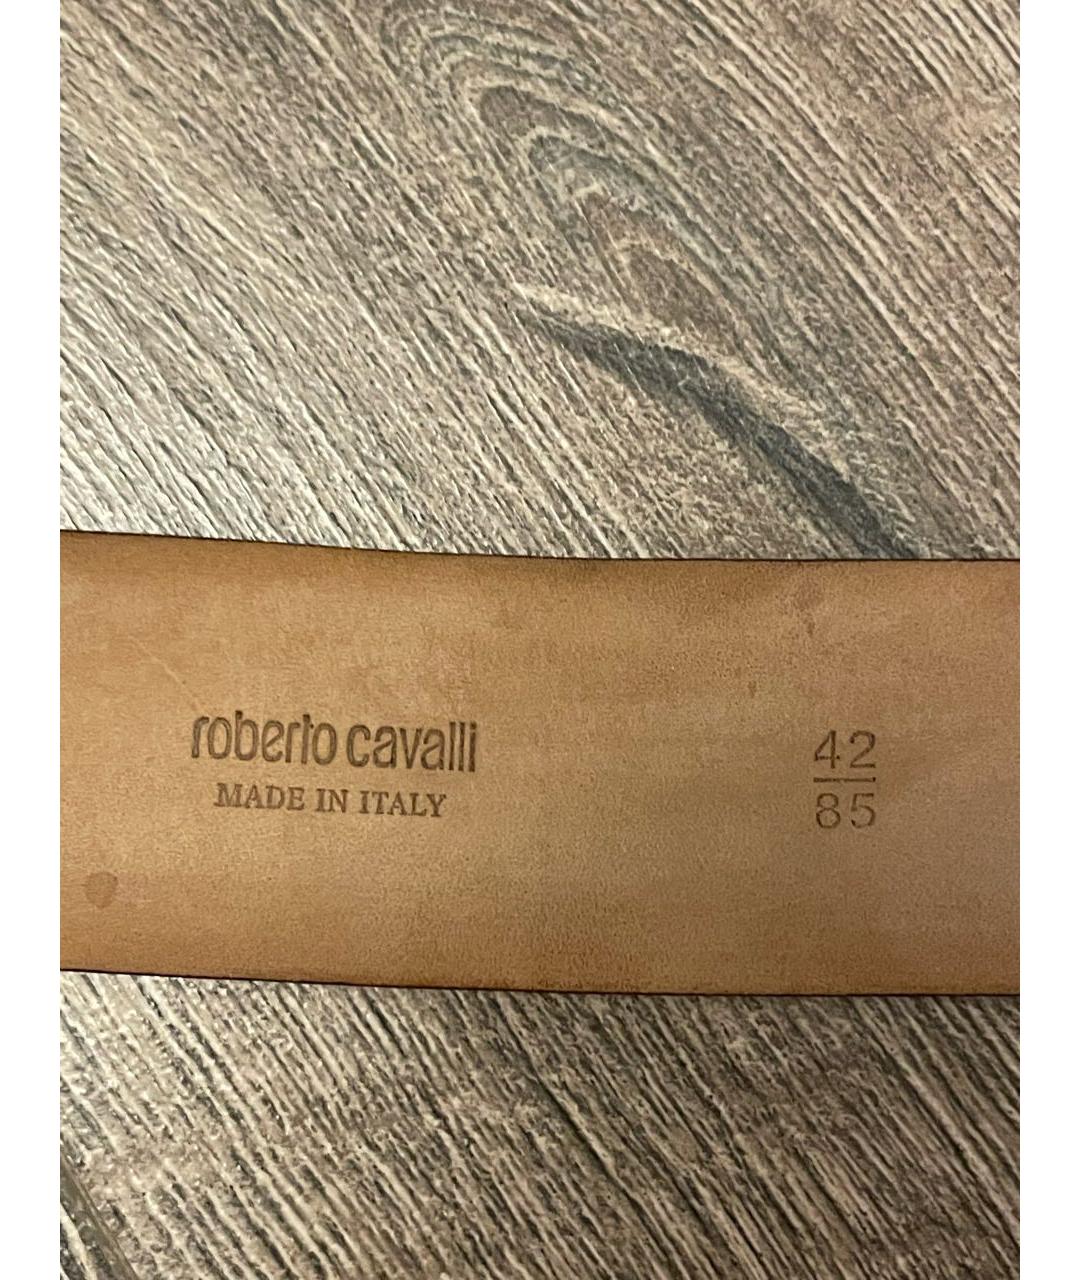 roberto cavalli
MADE IN ITALY
42
85